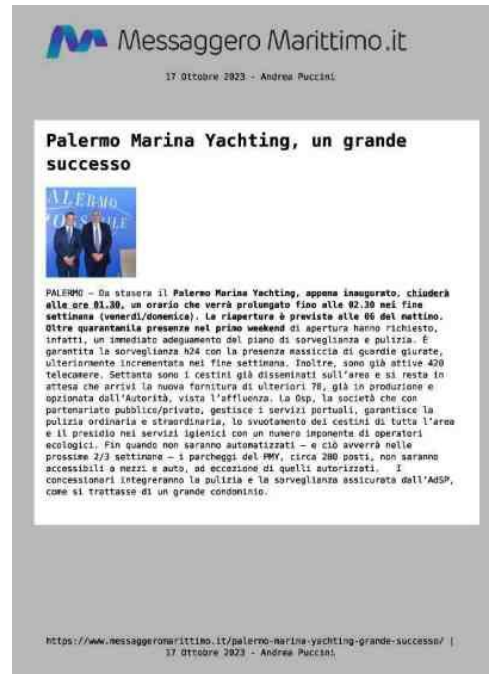 Messaggero Marittimo.it
17 Ottobre 2023 - Andrea Puccini
Palermo Marina Yachting, un grande
successo
PALERMO
POSSIBILE
PALERMO – Da stasera il Palermo Marina Yachting, appena inaugurato, chiuderà
alle ore 01.30, un orario che verrà prolungato fino alle 02.30 nei fine
settimana (venerdì/domenica). La riapertura è prevista alle 06 del mattino.
Oltre quarantamila presenze nel primo weekend di apertura hanno richiesto,
infatti, un immediato adeguamento del piano di sorveglianza e pulizia. È
garantita la sorveglianza h24 con la presenza massiccia di guardie giurate,
ulteriormente incrementata nei fine settimana. Inoltre, sono già attive 420
telecamere. Settanta sono i cestini già disseminati sull'area e si resta in
attesa che arrivi la nuova fornitura di ulteriori 70, già in produzione e
opzionata dall'Autorità, vista l'affluenza. La Osp, la società che con
partenariato pubblico/privato, gestisce i servizi portuali, garantisce la
pulizia ordinaria e straordinaria, lo svuotamento dei cestini di tutta l'area
e il presidio nei servizi igienici con un numero imponente di operatori
ecologici. Fin quando non saranno automatizzati – e ciò avverrà nelle
prossime 2/3 settimane – i parcheggi del PMY, circa 280 posti, non saranno
accessibili a mezzi e auto, ad eccezione di quelli autorizzati. I
concessionari integreranno la pulizia e la sorveglianza assicurata dall'AdSP,
come si trattasse di un grande condominio.
https://www.messaggeromarittimo.it/palermo-marina-yachting-grande-successo/ |
17 Ottobre 2023 - Andrea Puccini